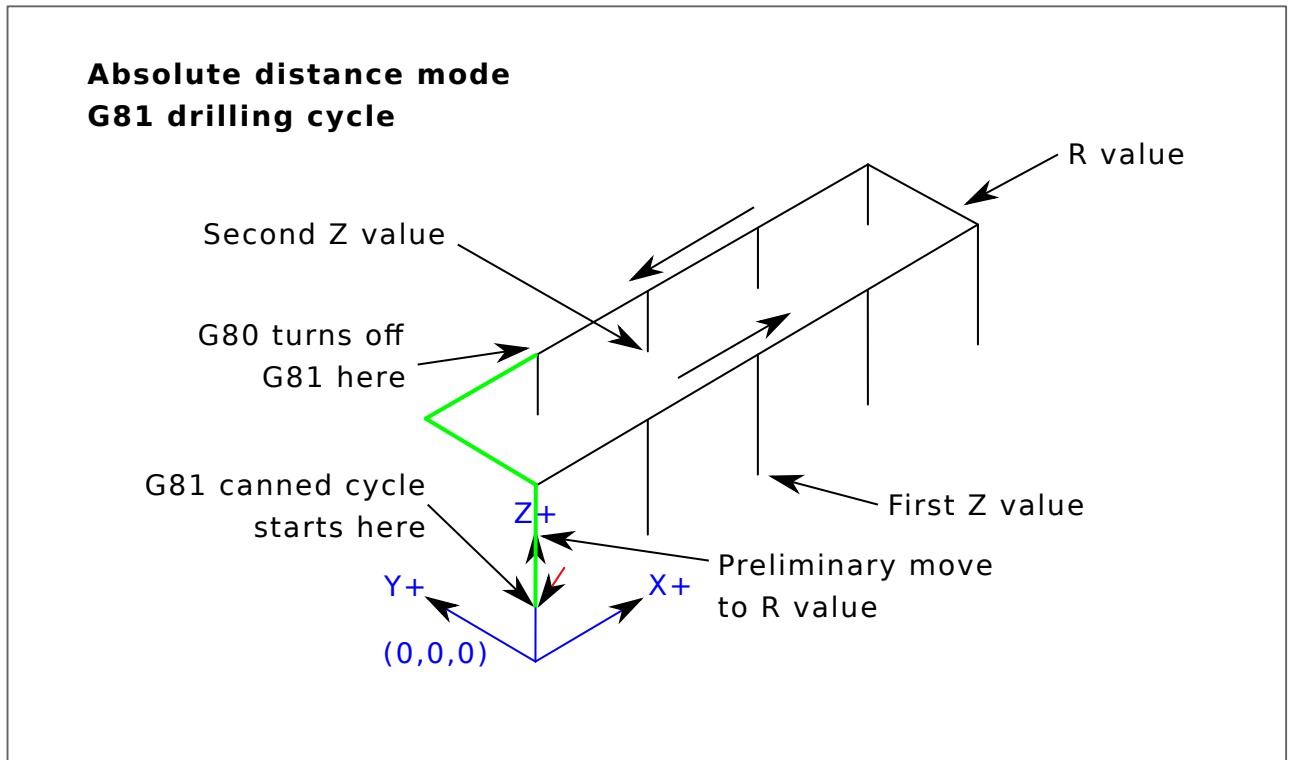 Absolute distance mode
G81 drilling cycle
R value
Second Z value
G80 turns off
G81 here
G81 canned cycle
starts here
Z+
First Z value
Preliminary move
to R value
Y+
X+
(0,0,0)